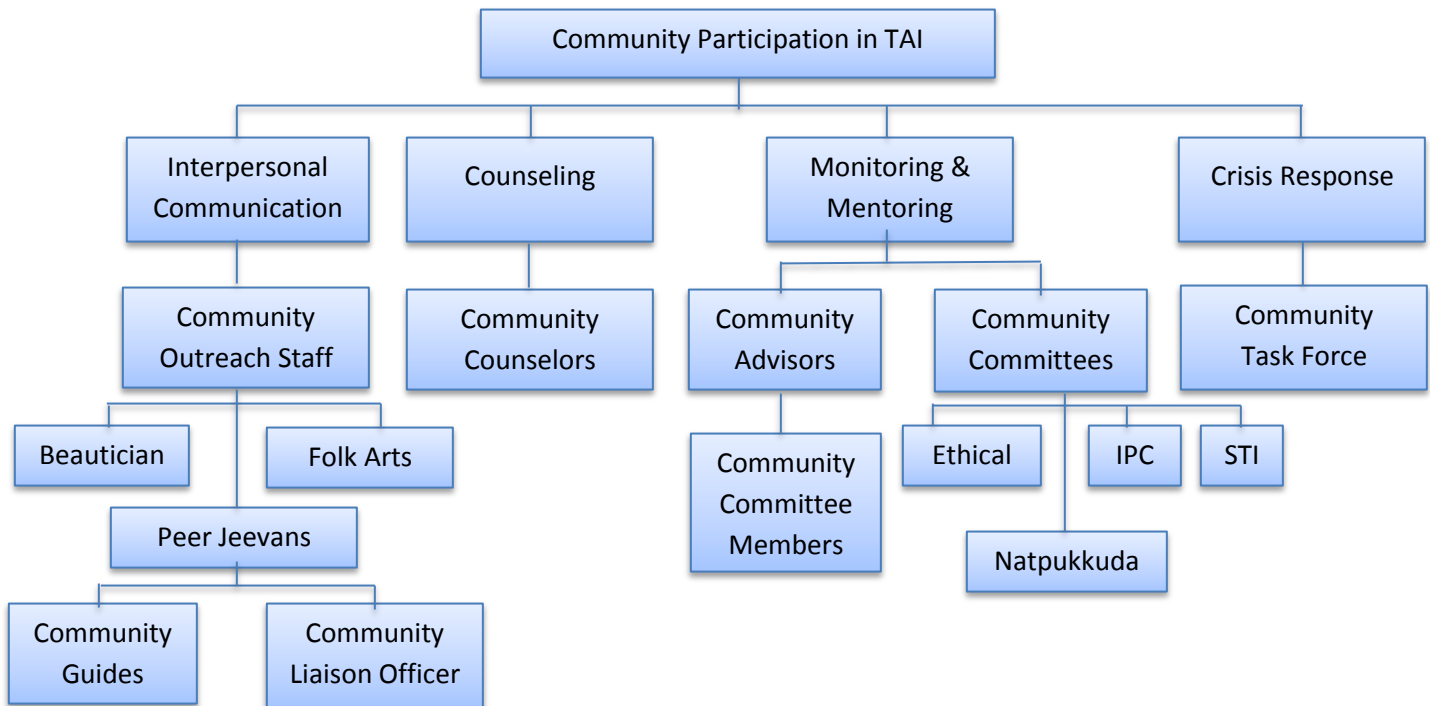 Community Participation in TAI
Interpersonal
Communication
Counseling
Monitoring &
Mentoring
Crisis Response
Community
Outreach Staff
Community
Counselors
Community
Advisors
Community
Committees
Community
Task Force
Beautician
Folk Arts
Community
Committee
Members
Ethical
IPC
STI
Peer Jeevans
Natpukkuda
Community
Guides
Community
Liaison Officer